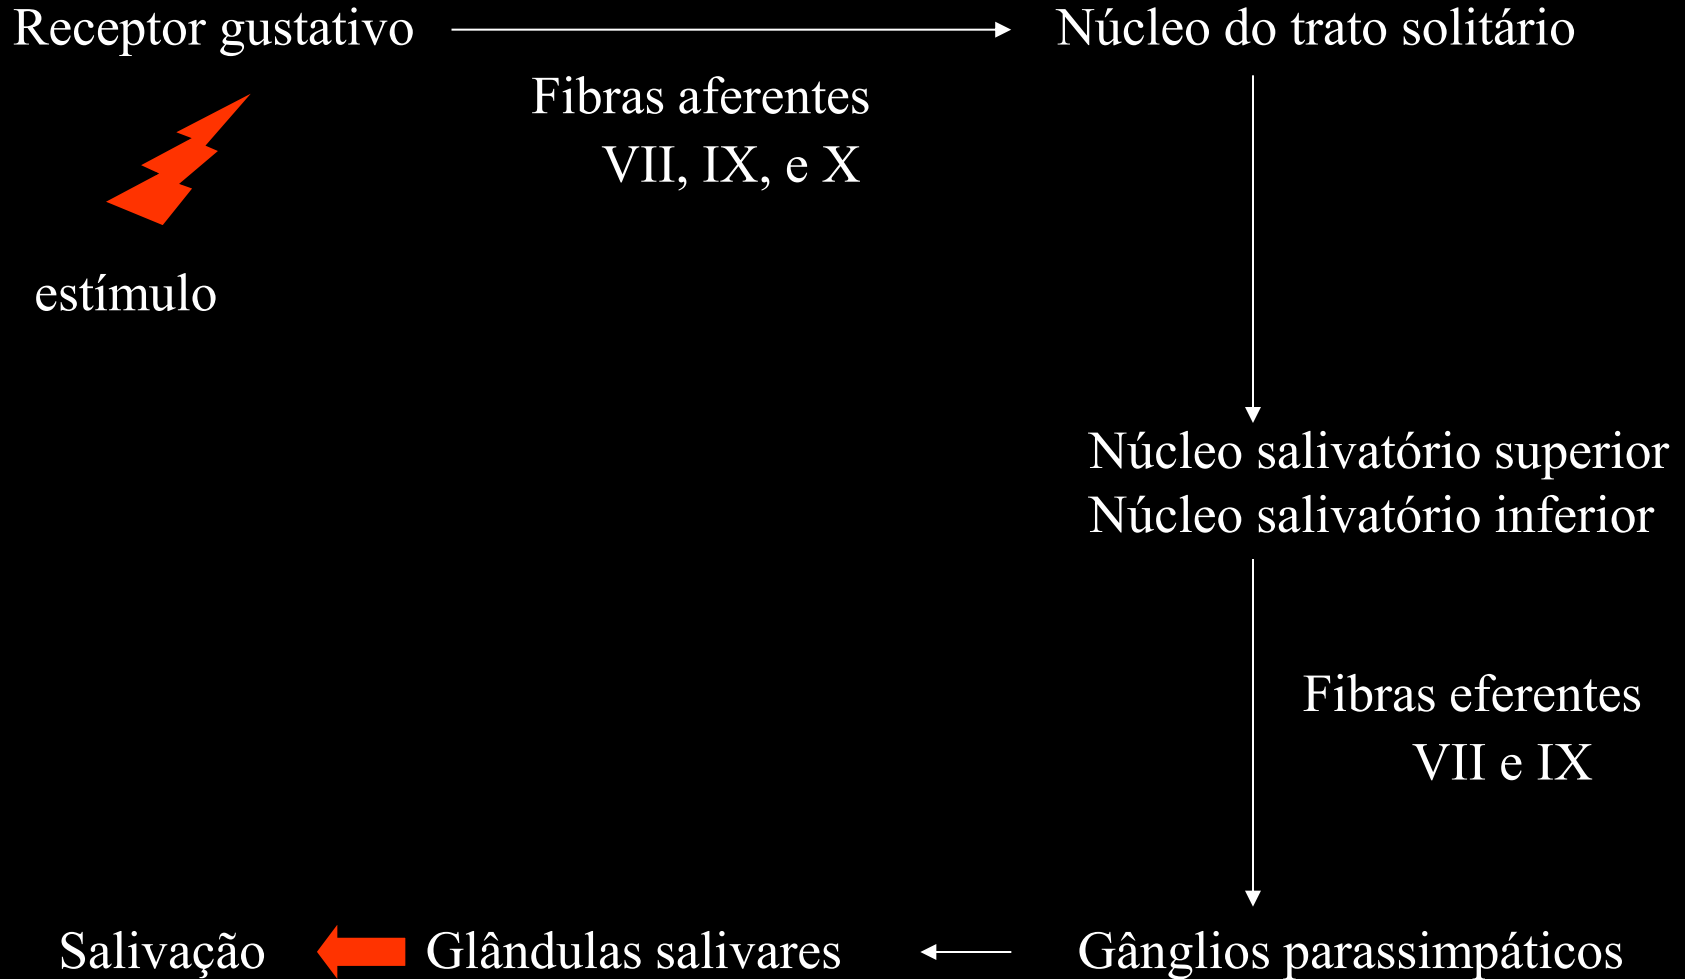 Receptor gustativo
Núcleo do trato solitário
Fibras aferentes
VII, IX, e X
estímulo
Núcleo salivatório superior
Núcleo salivatório inferior
Fibras eferentes
VII e IX
Salivação
Glândulas salivares
Gânglios parassimpáticos